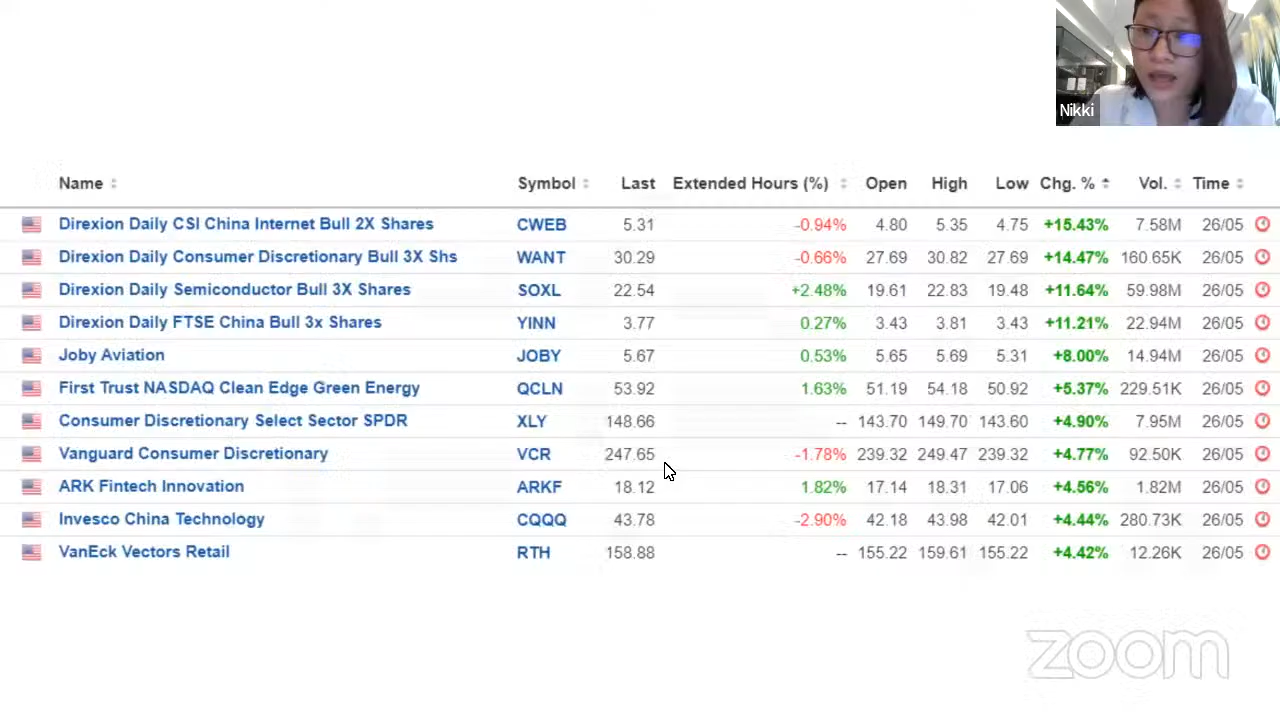 Nikki
Name Symbol Last Extended Hours (%) Open High Low Chg. % Vol. Time
Direxion Daily CSI China Internet Bull 2X Shares CWEB 5.31 -0.94% 4.80 5.35 4.75 +15.43% 7.58M 26/05
Direxion Daily Consumer Discretionary Bull 3X Shs WANT 30.29 -0.66% 27.69 30.82 27.69 +14.47% 160.65K 26/05
Direxion Daily Semiconductor Bull 3X Shares SOXL 22.54 +2.48% 19.61 22.83 19.48 +11.64% 59.98M 26/05
Direxion Daily FTSE China Bull 3x Shares YINN 3.77 0.27% 3.43 3.81 3.43 +11.21% 22.94M 26/05
Joby Aviation JOBY 5.67 0.53% 5.65 5.69 5.31 +8.00% 14.94M 26/05
First Trust NASDAQ Clean Edge Green Energy QCLN 53.92 1.63% 51.19 54.18 50.92 +5.37% 229.51K 26/05
Consumer Discretionary Select Sector SPDR XLY 148.66 -- 143.70 149.70 143.60 +4.90% 7.95M 26/05
Vanguard Consumer Discretionary VCR 247.65 -1.78% 239.32 249.47 239.32 +4.77% 92.50K 26/05
ARK Fintech Innovation ARKF 18.12 1.82% 17.14 18.31 17.06 +4.56% 1.82M 26/05
Invesco China Technology CQQQ 43.78 -2.90% 42.18 43.98 42.01 +4.44% 280.73K 26/05
VanEck Vectors Retail RTH 158.88 -- 155.22 159.61 155.22 +4.42% 12.26K 26/05
zoom